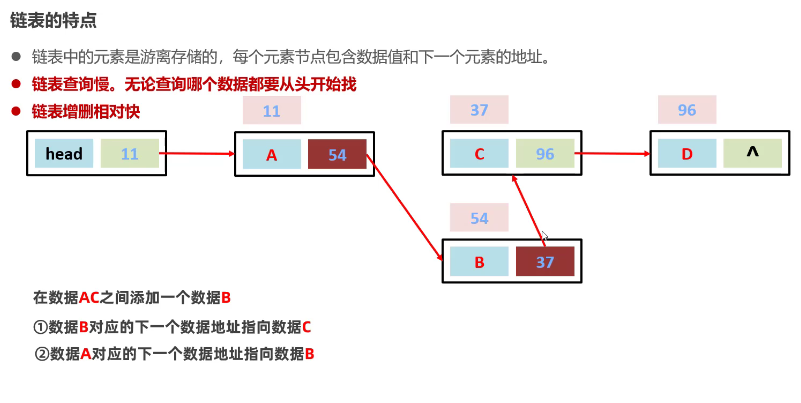 链表的特点
● 链表中的元素是游离存储的，每个元素节点包含数据值和下一个元素的地址。
● 链表查询慢。无论查询哪个数据都要从头开始找
● 链表增删相对快
11 37 96
head 11 A 54 C 96 D ^
54
B 37
在数据AC之间添加一个数据B
①数据B对应的下一个数据地址指向数据C
②数据A对应的下一个数据地址指向数据B